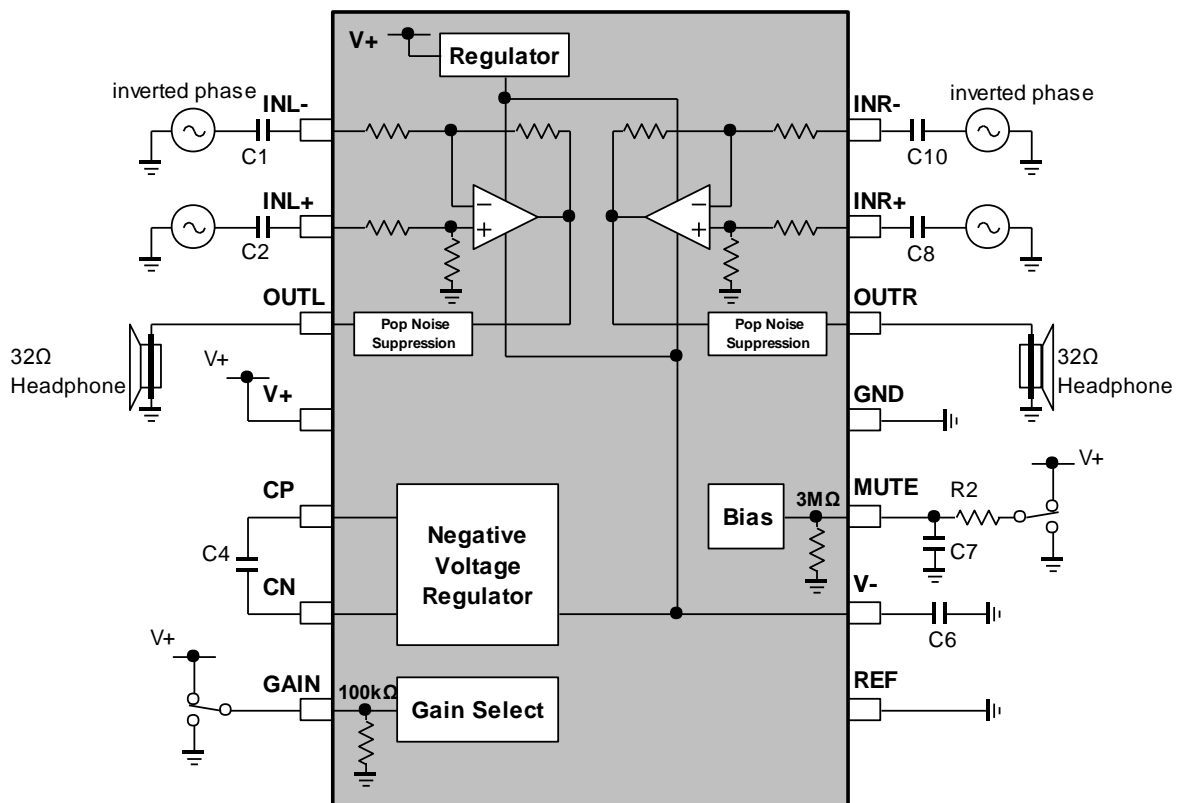 V+
Regulator
inverted phase
INL-
INR-
inverted phase
C1
C10
INL+
INR+
C2
C8
OUTL
OUTR
Pop Noise
Suppression
Pop Noise
Suppression
32Ω
Headphone
V+
V+
32Ω
Headphone
GND
V+
CP
MUTE
R2
3MΩ
Bias
Negative
Voltage
Regulator
C4
C7
CN
V-
V+
C6
GAIN
REF
100kΩ
Gain Select